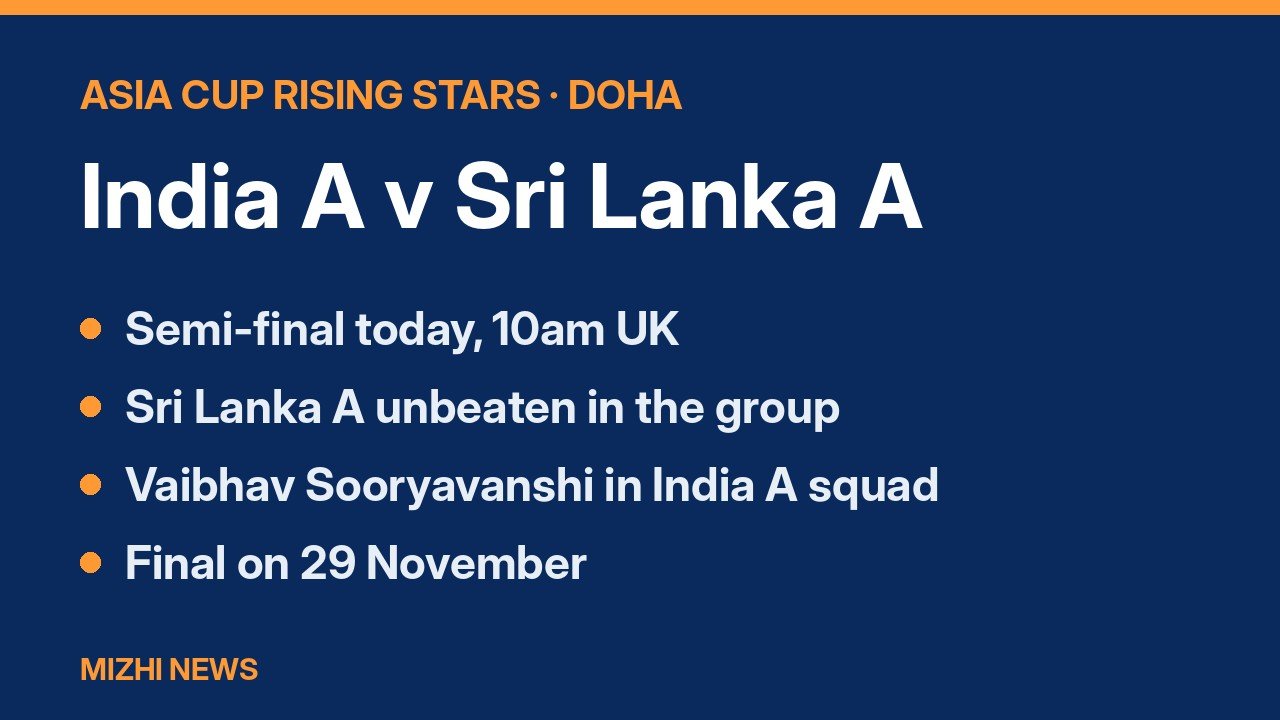 ASIA CUP RISING STARS · DOHA
India A v Sri Lanka A
Semi-final today, 10am UK
Sri Lanka A unbeaten in the group
Vaibhav Sooryavanshi in India A squad
Final on 29 November
MIZHI NEWS